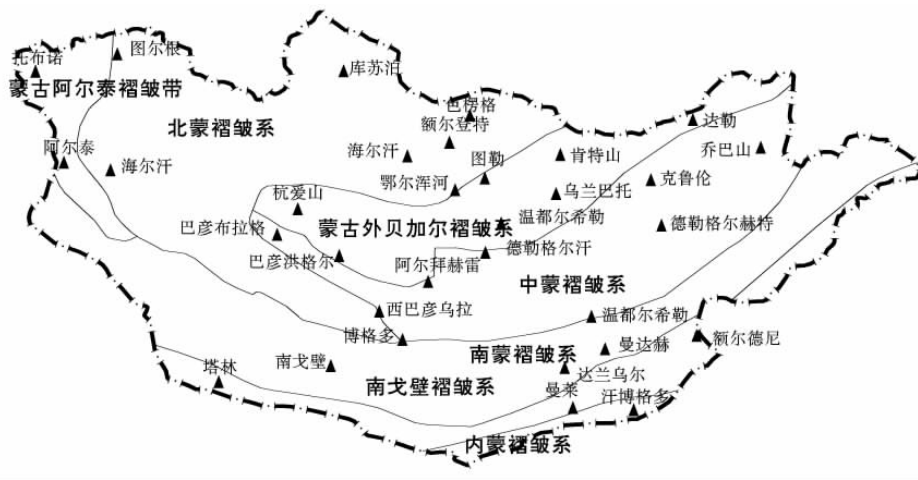 图尔根
托布诺
库苏泊
蒙古阿尔泰褶皱带
色楞格
额尔登特
达勒
北蒙褶皱系
阿尔泰
海尔汗
海尔汗
图勒
肯特山
乔巴山
鄂尔浑河
乌兰巴托
克鲁伦
杭爱山
温都尔希勒
蒙古外贝加尔褶皱系
德勒格尔赫特
巴彦布拉格
德勒格尔汗
巴彦洪格尔
阿尔拜赫雷
中蒙褶皱系
西巴彦乌拉
温都尔希勒
博格多
额尔德尼
南蒙褶皱系
曼达赫
塔林
南戈壁
达兰乌尔
南戈壁褶皱系
曼莱
汗博格多
内蒙褶皱系